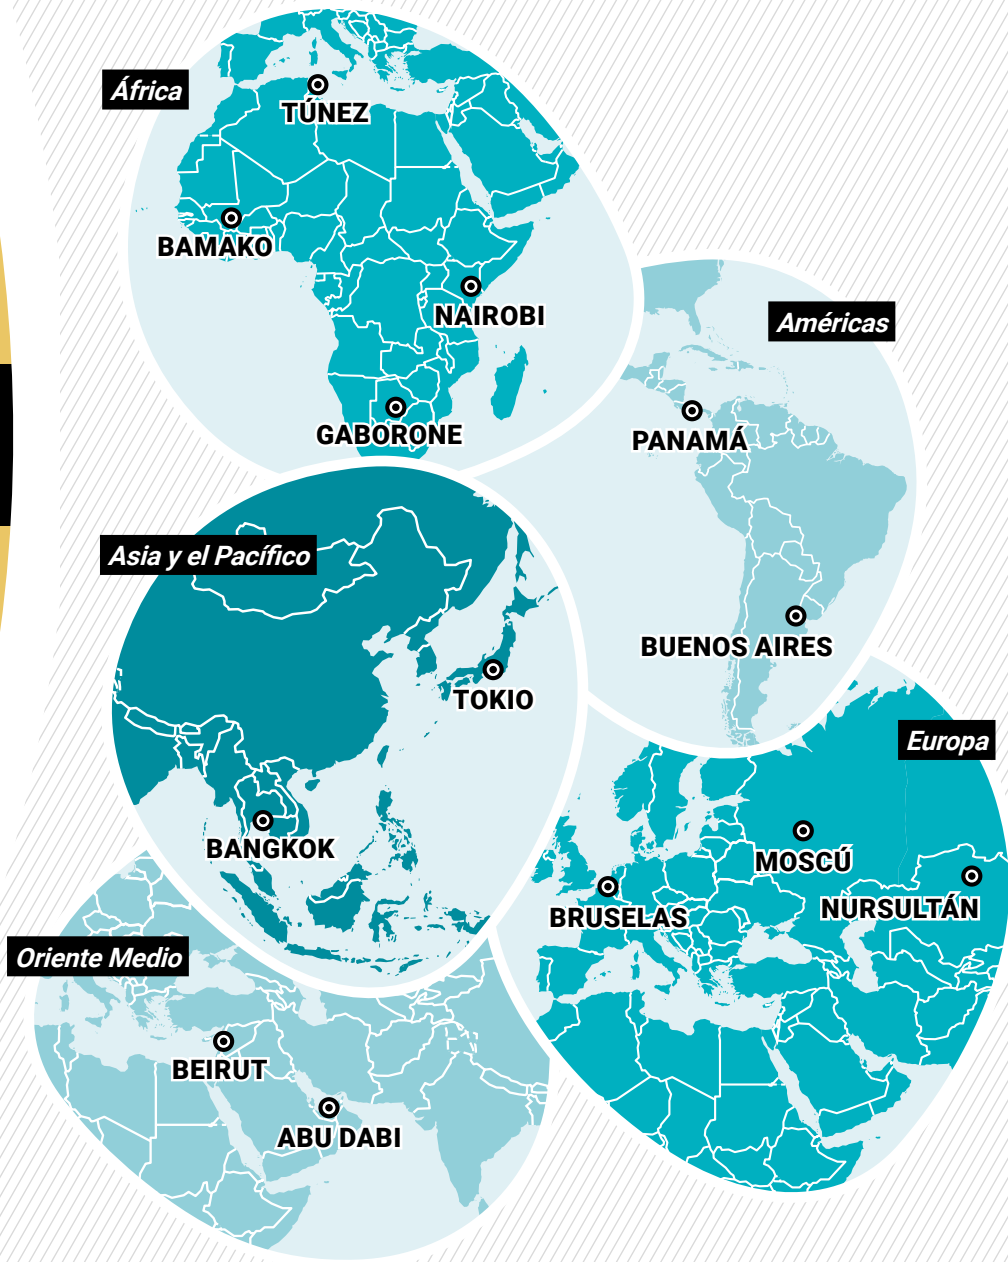 África
TÚNEZ
BAMAKO
NAIROBI
GABORONE
Américas
PANAMÁ
BUENOS AIRES
Asia y el Pacífico
TOKIO
BANGKOK
Europa
MOSCÚ
BRUSELAS
NURSULTÁN
Oriente Medio
BEIRUT
ABU DABI